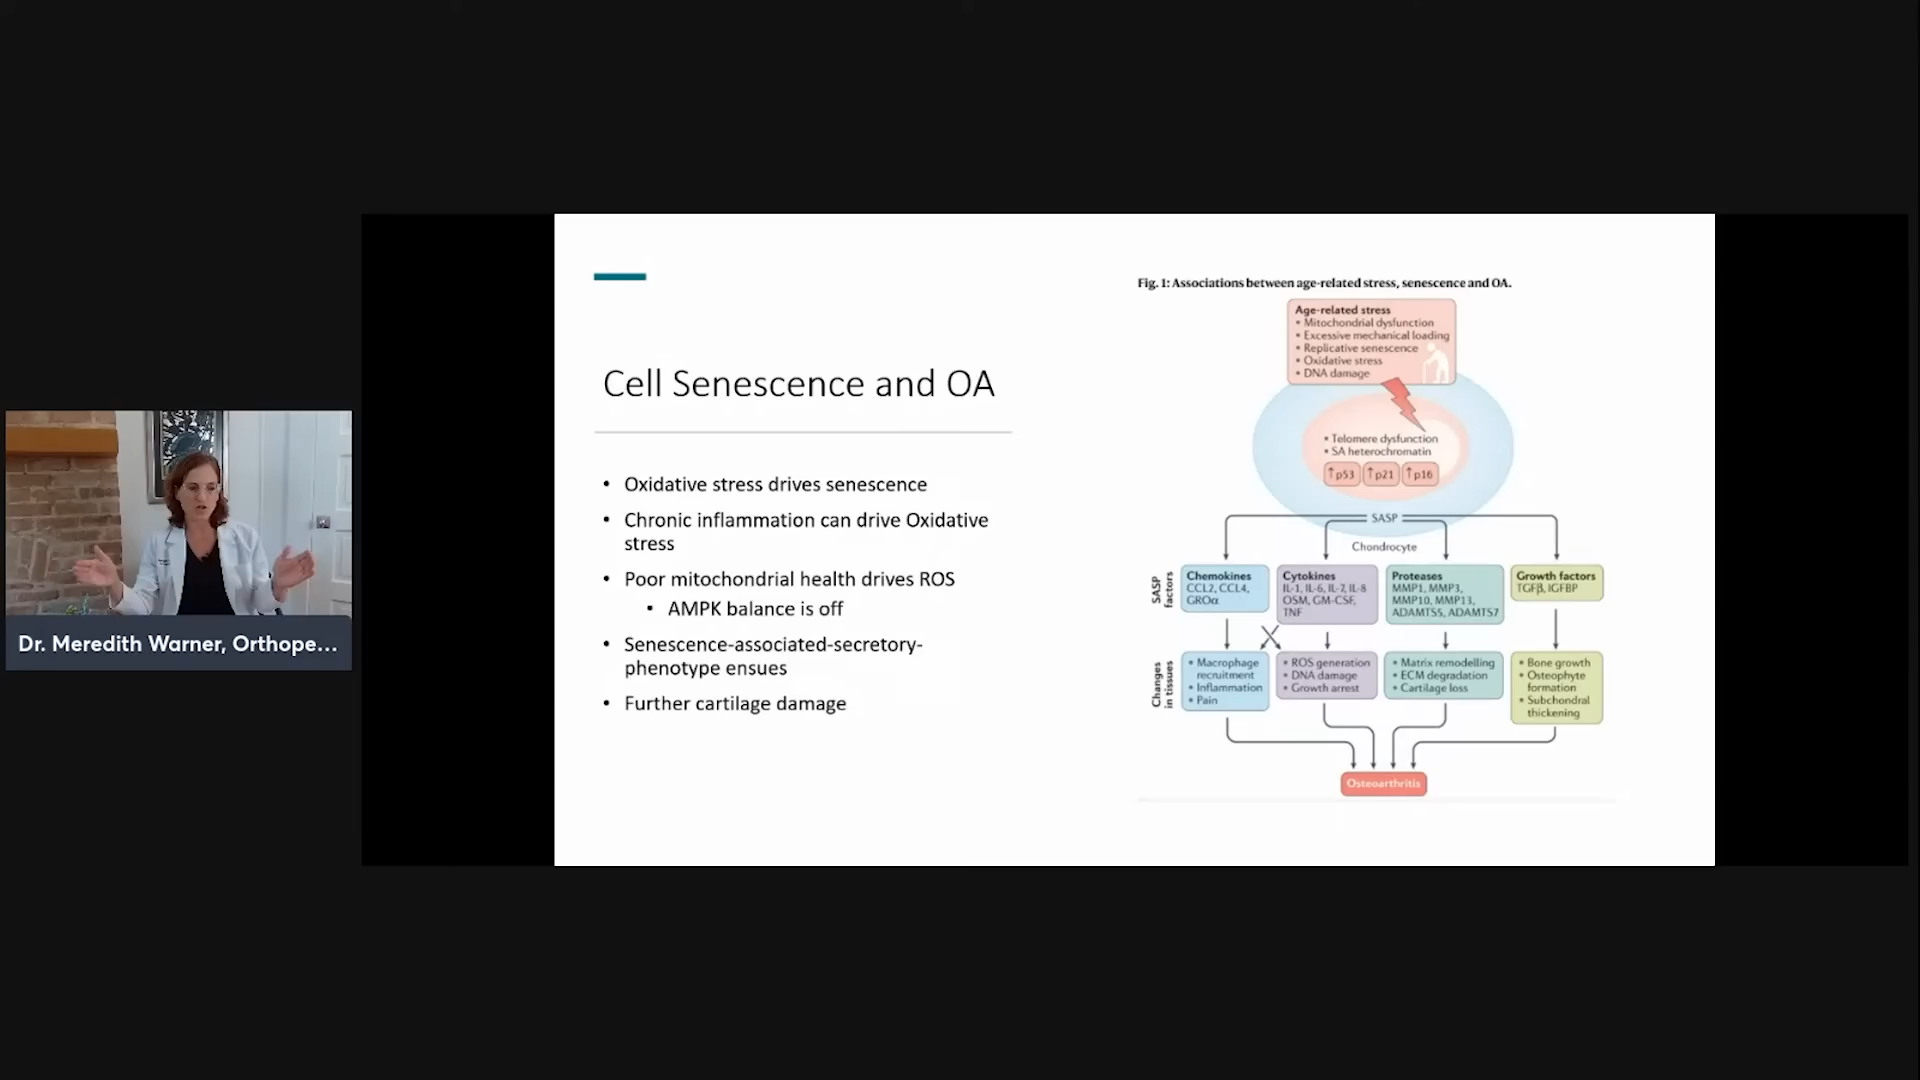 Dr. Meredith Warner, Orthope...
Cell Senescence and OA
• Oxidative stress drives senescence
• Chronic inflammation can drive Oxidative
stress
• Poor mitochondrial health drives ROS
• AMPK balance is off
• Senescence-associated-secretory-
phenotype ensues
• Further cartilage damage
Fig. 1: Associations between age-related stress, senescence and OA.
Age-related stress
• Mitochondrial dysfunction
• Excessive mechanical loading
• Replicative senescence
• Oxidative stress
• DNA damage
• Telomere dysfunction
• SA heterochromatin
↑p53 ↑p21 ↑p16
SASP
Chondrocyte
SASP
factors
Chemokines
CCL2, CCL4,
GROα
Cytokines
IL-1, IL-6, IL-7, IL-8
OSM, GM-CSF,
TNF
Proteases
MMP1, MMP3,
MMP10, MMP13,
ADAMTS5, ADAMTS7
Growth factors
TGFβ, IGFBP
Changes
in tissues
• Macrophage
recruitment
• Inflammation
• Pain
• ROS generation
• DNA damage
• Growth arrest
• Matrix remodelling
• ECM degradation
• Cartilage loss
• Bone growth
• Osteophyte
formation
• Subchondral
thickening
Osteoarthritis